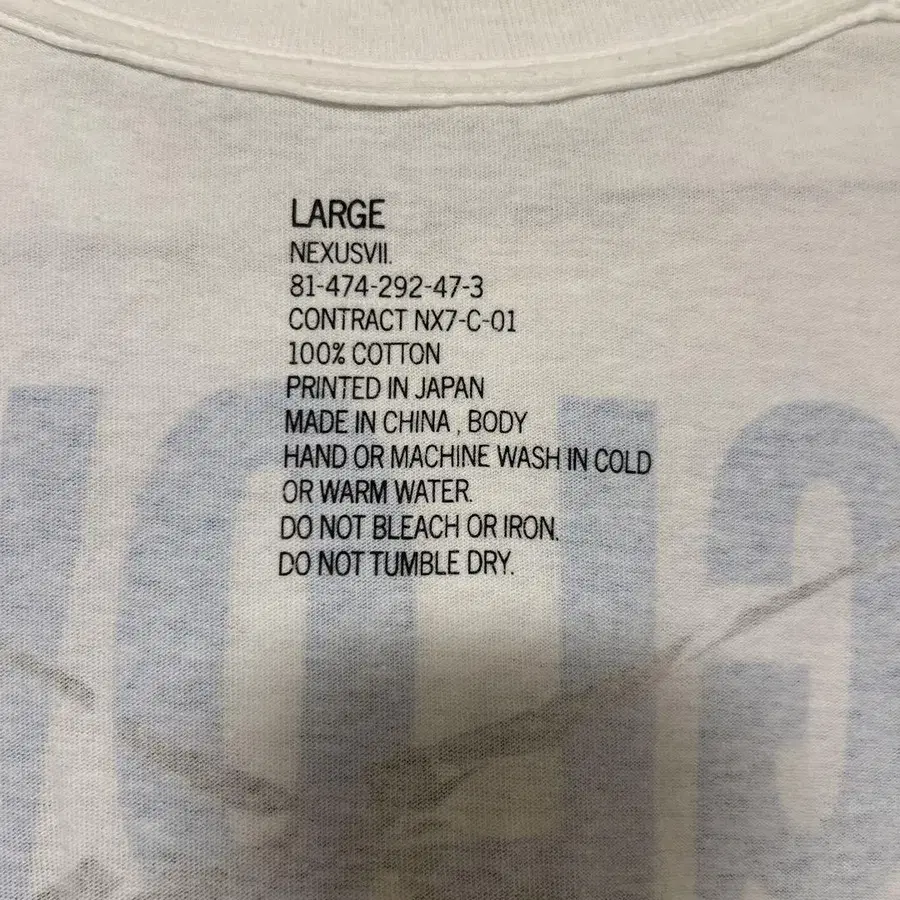 LARGE
NEXUSVII.
81-474-292-47-3
CONTRACT NX7-C-01
100% COTTON
PRINTED IN JAPAN
MADE IN CHINA , BODY
HAND OR MACHINE WASH IN COLD
OR WARM WATER.
DO NOT BLEACH OR IRON.
DO NOT TUMBLE DRY.